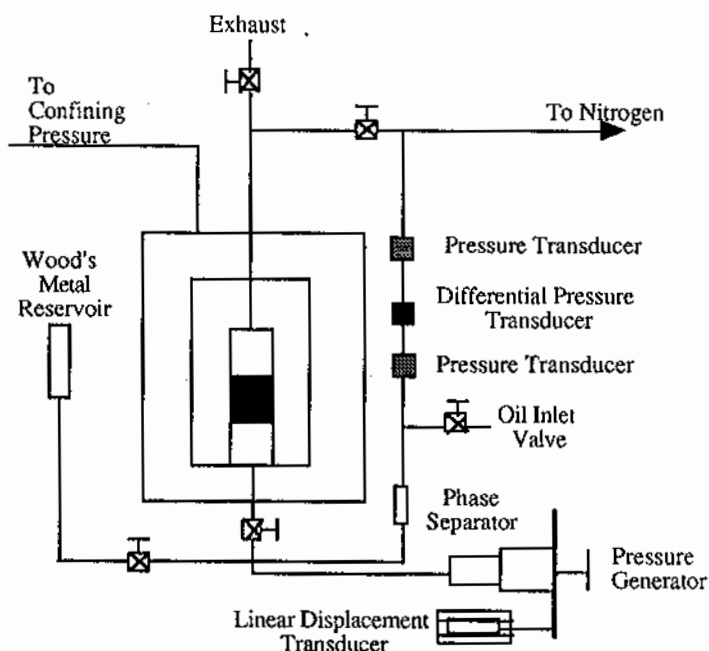 Exhaust
To
Confining
Pressure
To Nitrogen
Wood's
Metal
Reservoir
Pressure Transducer
Differential Pressure
Transducer
Pressure Transducer
Oil Inlet
Valve
Phase
Separator
Pressure
Generator
Linear Displacement
Transducer